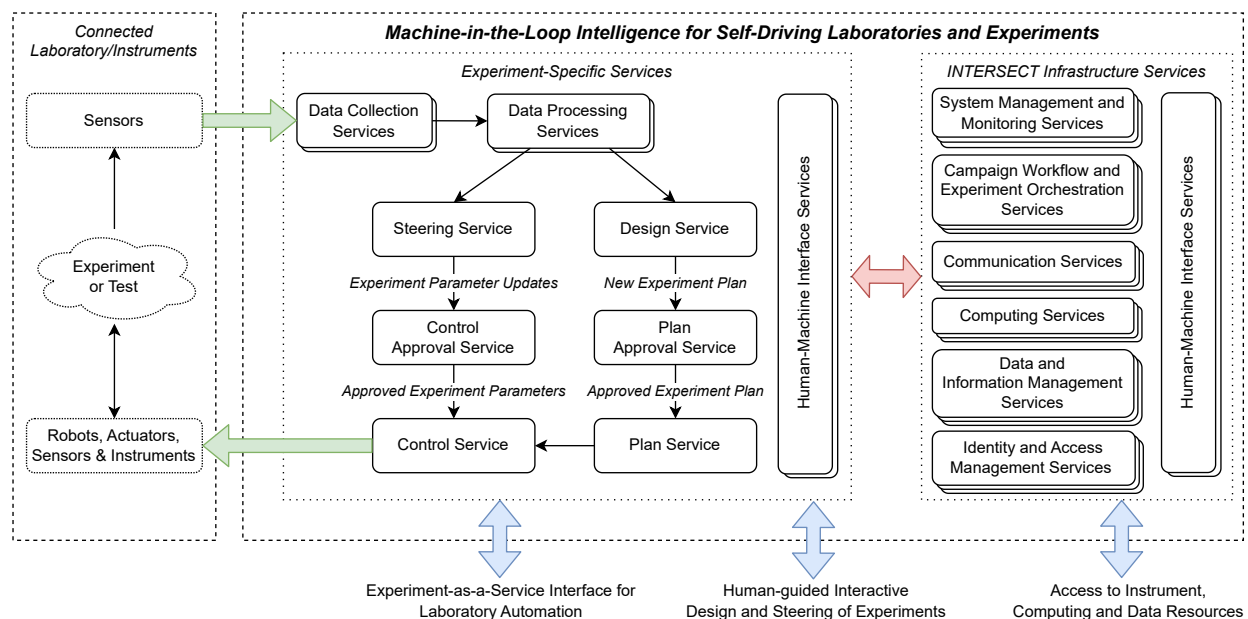 Connected
Laboratory/Instruments
Sensors
Experiment
or Test
Robots, Actuators,
Sensors & Instruments
Machine-in-the-Loop Intelligence for Self-Driving Laboratories and Experiments
Experiment-Specific Services
Data Collection
Services
Data Processing
Services
Steering Service
Design Service
Experiment Parameter Updates
New Experiment Plan
Control
Approval Service
Plan
Approval Service
Approved Experiment Parameters
Approved Experiment Plan
Control Service
Plan Service
Human-Machine Interface Services
INTERSECT Infrastructure Services
System Management and
Monitoring Services
Campaign Workflow and
Experiment Orchestration
Services
Communication Services
Computing Services
Data and
Information Management
Services
Identity and Access
Management Services
Human-Machine Interface Services
Experiment-as-a-Service Interface for
Laboratory Automation
Human-guided Interactive
Design and Steering of Experiments
Access to Instrument,
Computing and Data Resources